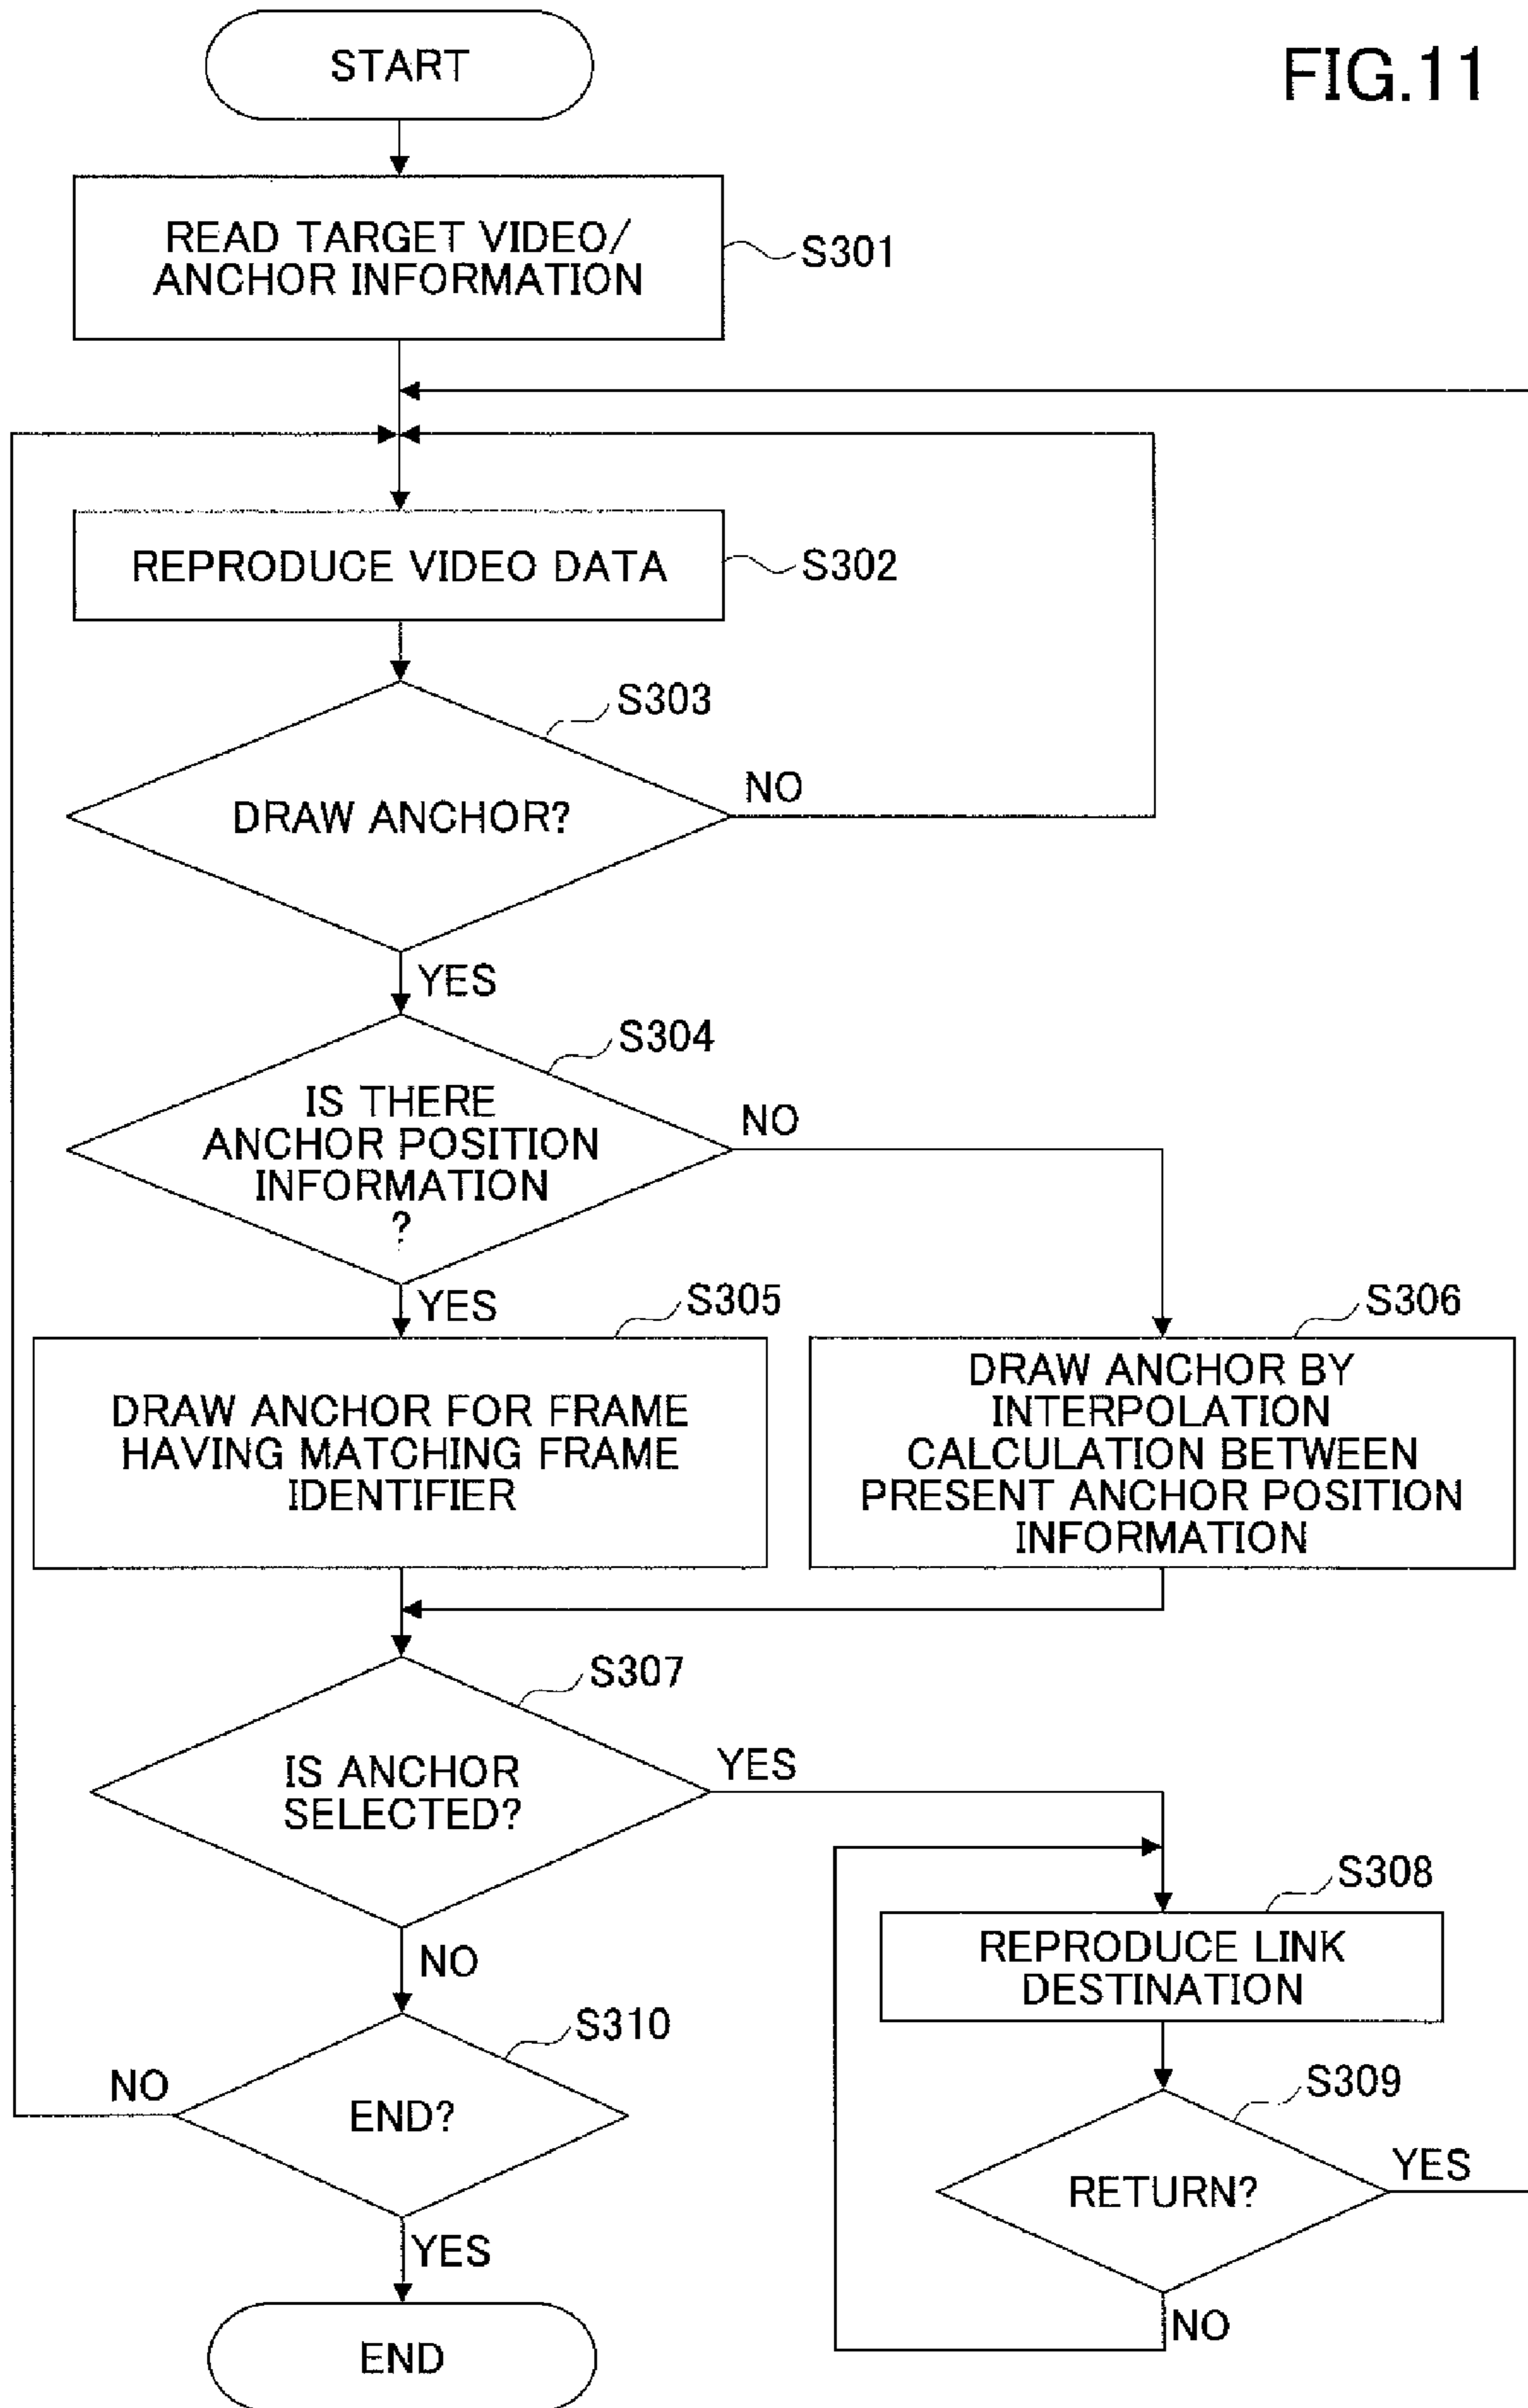 FIG.11
START
READ TARGET VIDEO/
ANCHOR INFORMATION
S301
REPRODUCE VIDEO DATA
S302
S303
DRAW ANCHOR?
NO
YES
S304
IS THERE
ANCHOR POSITION
INFORMATION
?
NO
YES
S305
DRAW ANCHOR FOR FRAME
HAVING MATCHING FRAME
IDENTIFIER
S306
DRAW ANCHOR BY
INTERPOLATION
CALCULATION BETWEEN
PRESENT ANCHOR POSITION
INFORMATION
S307
IS ANCHOR
SELECTED?
YES
NO
S308
REPRODUCE LINK
DESTINATION
S309
RETURN?
YES
NO
S310
END?
NO
YES
END